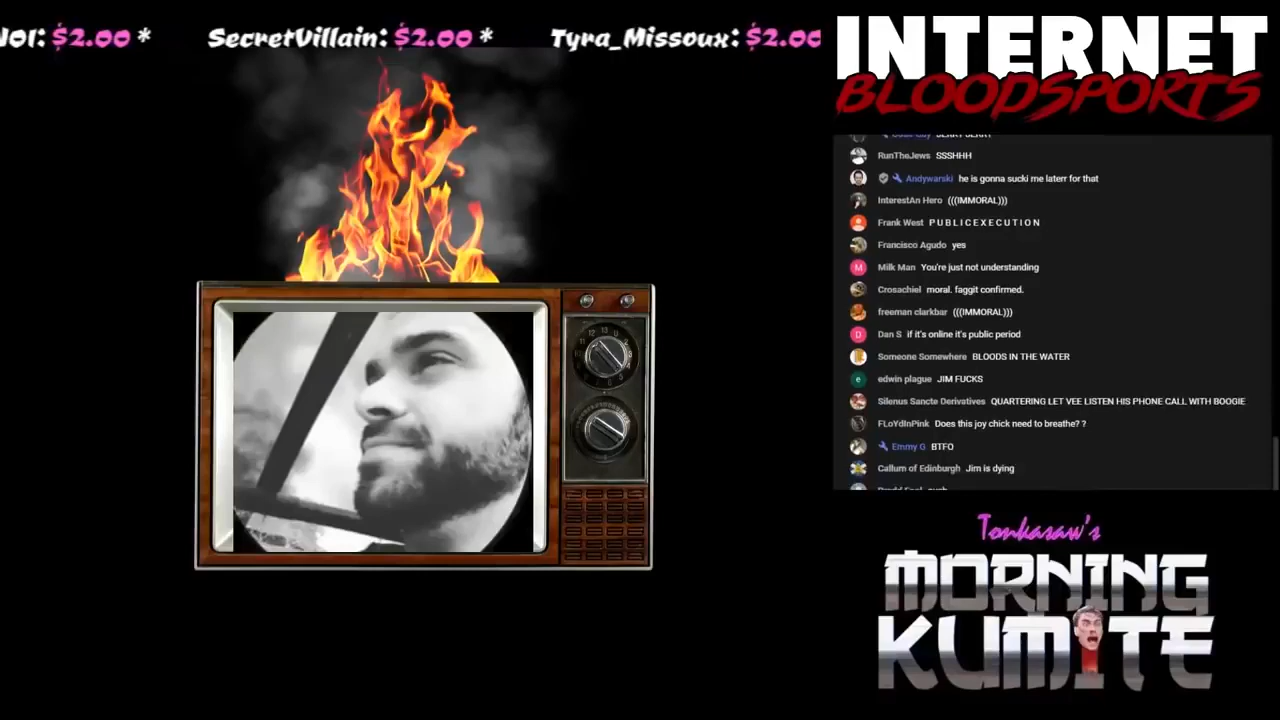 NOI: $2.00 * SecretVillain: $2.00 * Tyra_Missoux: $2.00
INTERNET
BLOODSPORTS
RunTheJews SSSHHH
Andywarski he is gonna sucki me laterr for that
InterestAn Hero (((IMMORAL)))
Frank West P U B L I C E X E C U T I O N
Francisco Agudo yes
Milk Man You're just not understanding
Crosachiel moral. faggit confirmed.
freeman clarkbar (((IMMORAL)))
Dan S if it's online it's public period
Someone Somewhere BLOODS IN THE WATER
edwin plague JIM FUCKS
Silenus Sancte Derivatives QUARTERING LET VEE LISTEN HIS PHONE CALL WITH BOOGIE
FLoYdInPink Does this joy chick need to breathe? ?
Emmy G BTFO
Callum of Edinburgh Jim is dying
Tonkasaw's
MORNING
KUMITE